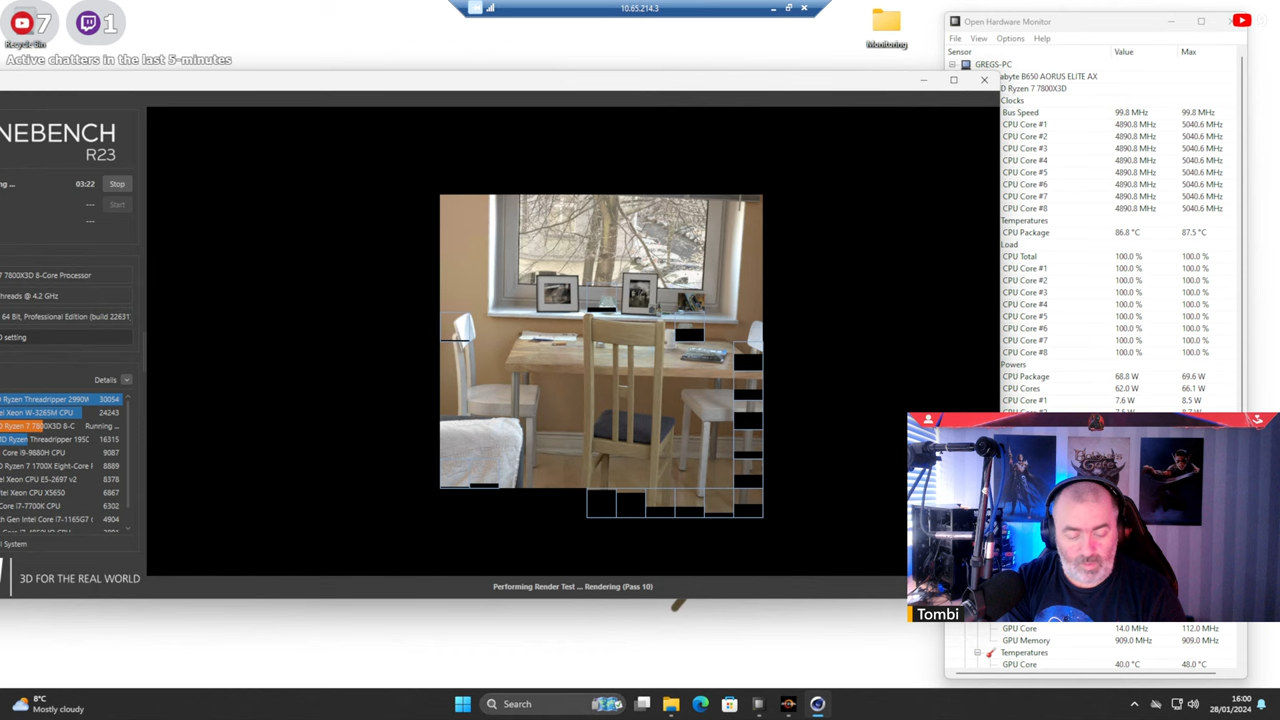 7
1
Recycle Bin
Active chatters in the last 5-minutes
10.65.214.3
Monitoring
NEBENCH
R23
ng ...
03:22
Stop
---
Start
---
7 7800X3D 8-Core Processor
hreads @ 4.2 GHz
64 Bit, Professional Edition (build 22631)
D setting
Details
D Ryzen Threadripper 2990W 30054
tel Xeon W-3265M CPU 24243
D Ryzen 7 7800X3D 8-C Running...
MD Ryzen Threadripper 195( 16315
Core i9-9880H CPU 9087
D Ryzen 7 1700X Eight-Core F 8889
el Xeon CPU E5-2697 v2 8378
el Xeon CPU X5650 6867
Core i7-7700K CPU 6302
th Gen Intel Core i7-1165G7 ( 4904
l System
3D FOR THE REAL WORLD
Performing Render Test ... Rendering (Pass 10)
Open Hardware Monitor
File View Options Help
Sensor Value Max
GREGS-PC
abyte B650 AORUS ELITE AX
D Ryzen 7 7800X3D
Clocks
Bus Speed 99.8 MHz 99.8 MHz
CPU Core #1 4890.8 MHz 5040.6 MHz
CPU Core #2 4890.8 MHz 5040.6 MHz
CPU Core #3 4890.8 MHz 5040.6 MHz
CPU Core #4 4890.8 MHz 5040.6 MHz
CPU Core #5 4890.8 MHz 5040.6 MHz
CPU Core #6 4890.8 MHz 5040.6 MHz
CPU Core #7 4890.8 MHz 5040.6 MHz
CPU Core #8 4890.8 MHz 5040.6 MHz
Temperatures
CPU Package 86.8 °C 87.5 °C
Load
CPU Total 100.0 % 100.0 %
CPU Core #1 100.0 % 100.0 %
CPU Core #2 100.0 % 100.0 %
CPU Core #3 100.0 % 100.0 %
CPU Core #4 100.0 % 100.0 %
CPU Core #5 100.0 % 100.0 %
CPU Core #6 100.0 % 100.0 %
CPU Core #7 100.0 % 100.0 %
CPU Core #8 100.0 % 100.0 %
Powers
CPU Package 68.8 W 69.6 W
CPU Cores 62.0 W 66.1 W
CPU Core #1 7.6 W 8.5 W
Tombi
GPU Core 14.0 MHz 112.0 MHz
GPU Memory 909.0 MHz 909.0 MHz
Temperatures
GPU Core 40.0 °C 48.0 °C
8°C
Mostly cloudy
Search
16:00
28/01/2024